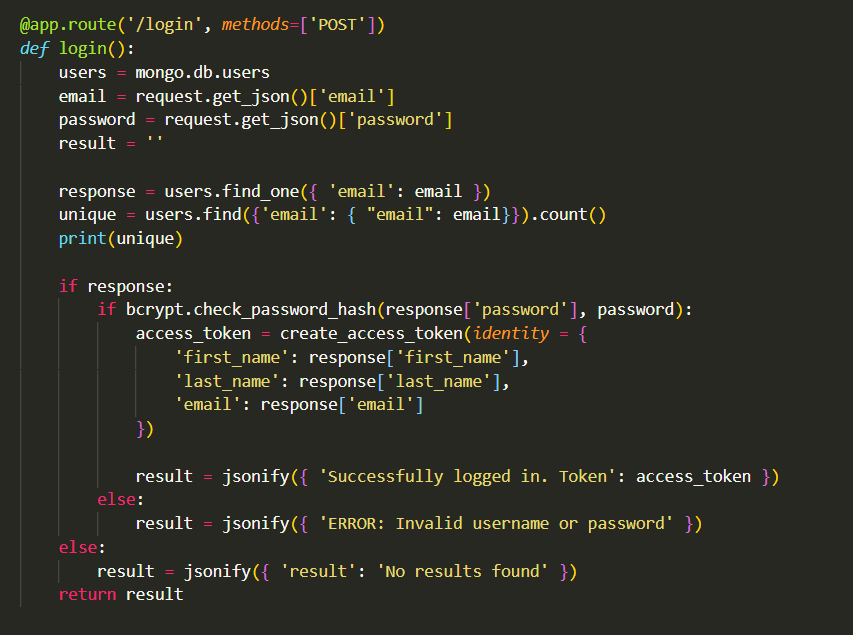 @app.route('/login', methods=['POST'])
def login():
    users = mongo.db.users
    email = request.get_json()['email']
    password = request.get_json()['password']
    result = ''

    response = users.find_one({ 'email': email })
    unique = users.find({'email': { "email": email}}).count()
    print(unique)

    if response:
        if bcrypt.check_password_hash(response['password'], password):
            access_token = create_access_token(identity = {
                'first_name': response['first_name'],
                'last_name': response['last_name'],
                'email': response['email']
            })

            result = jsonify({ 'Successfully logged in. Token': access_token })
        else:
            result = jsonify({ 'ERROR: Invalid username or password' })
    else:
        result = jsonify({ 'result': 'No results found' })
    return result